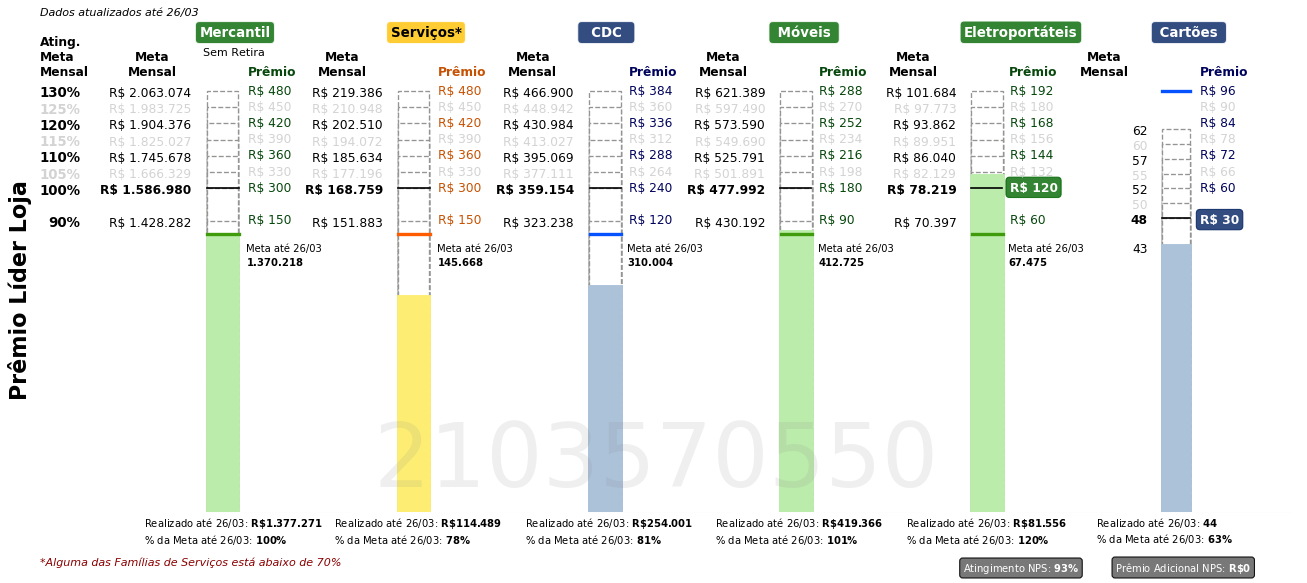 Dados atualizados até 26/03
Mercantil Serviços* CDC Móveis Eletroportáteis Cartões
Sem Retira
Ating. Meta Mensal Meta Mensal Prêmio Meta Mensal Prêmio Meta Mensal Prêmio Meta Mensal Prêmio Meta Mensal Prêmio Meta Mensal Prêmio
130% R$ 2.063.074 R$ 480 R$ 219.386 R$ 480 R$ 466.900 R$ 384 R$ 621.389 R$ 288 R$ 101.684 R$ 192 R$ 96
125% R$ 1.983.725 R$ 450 R$ 210.948 R$ 450 R$ 448.942 R$ 360 R$ 597.490 R$ 270 R$ 97.773 R$ 180 R$ 90
120% R$ 1.904.376 R$ 420 R$ 202.510 R$ 420 R$ 430.984 R$ 336 R$ 573.590 R$ 252 R$ 93.862 R$ 168 62 R$ 84
115% R$ 1.825.027 R$ 390 R$ 194.072 R$ 390 R$ 413.027 R$ 312 R$ 549.690 R$ 234 R$ 89.951 R$ 156 60 R$ 78
110% R$ 1.745.678 R$ 360 R$ 185.634 R$ 360 R$ 395.069 R$ 288 R$ 525.791 R$ 216 R$ 86.040 R$ 144 57 R$ 72
105% R$ 1.666.329 R$ 330 R$ 177.196 R$ 330 R$ 377.111 R$ 264 R$ 501.891 R$ 198 R$ 82.129 R$ 132 55 R$ 66
100% R$ 1.586.980 R$ 300 R$ 168.759 R$ 300 R$ 359.154 R$ 240 R$ 477.992 R$ 180 R$ 78.219 R$ 120 52 R$ 60
50
90% R$ 1.428.282 R$ 150 R$ 151.883 R$ 150 R$ 323.238 R$ 120 R$ 430.192 R$ 90 R$ 70.397 R$ 60 48 R$ 30
Meta até 26/03 Meta até 26/03 Meta até 26/03 Meta até 26/03 Meta até 26/03 43
1.370.218 145.668 310.004 412.725 67.475
Prêmio Líder Loja
2103570550
Realizado até 26/03: R$1.377.271 Realizado até 26/03: R$114.489 Realizado até 26/03: R$254.001 Realizado até 26/03: R$419.366 Realizado até 26/03: R$81.556 Realizado até 26/03: 44
% da Meta até 26/03: 100% % da Meta até 26/03: 78% % da Meta até 26/03: 81% % da Meta até 26/03: 101% % da Meta até 26/03: 120% % da Meta até 26/03: 63%
*Alguma das Famílias de Serviços está abaixo de 70% Atingimento NPS: 93% Prêmio Adicional NPS: R$0